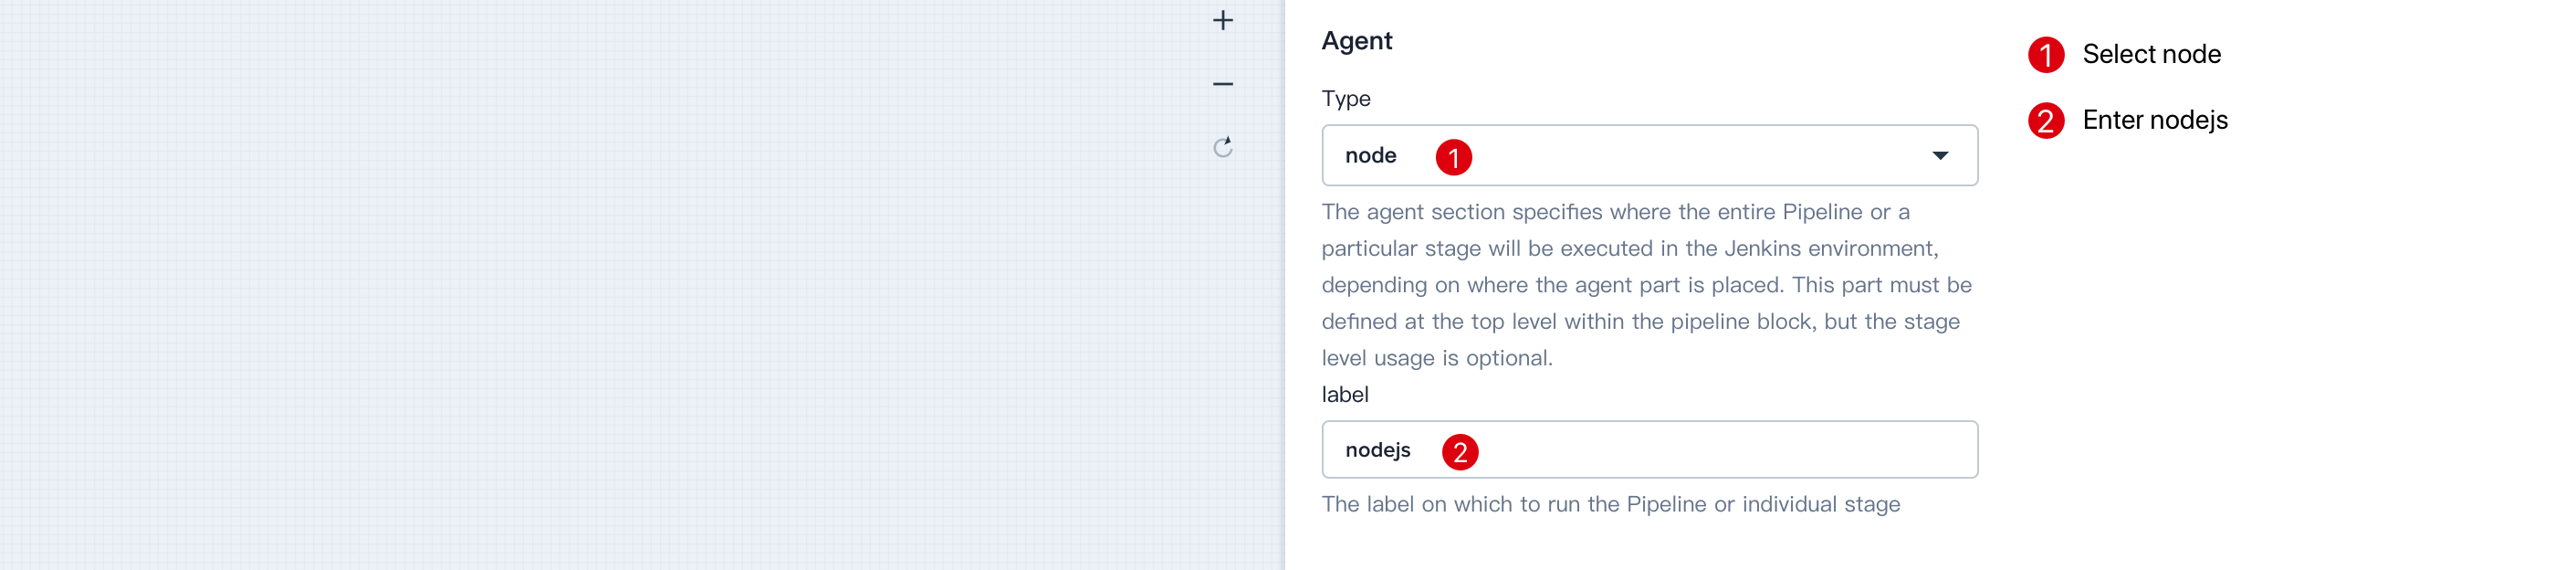 Agent
Type
node 1
The agent section specifies where the entire Pipeline or a
particular stage will be executed in the Jenkins environment,
depending on where the agent part is placed. This part must be
defined at the top level within the pipeline block, but the stage
level usage is optional.
label
nodejs 2
The label on which to run the Pipeline or individual stage
1 Select node
2 Enter nodejs